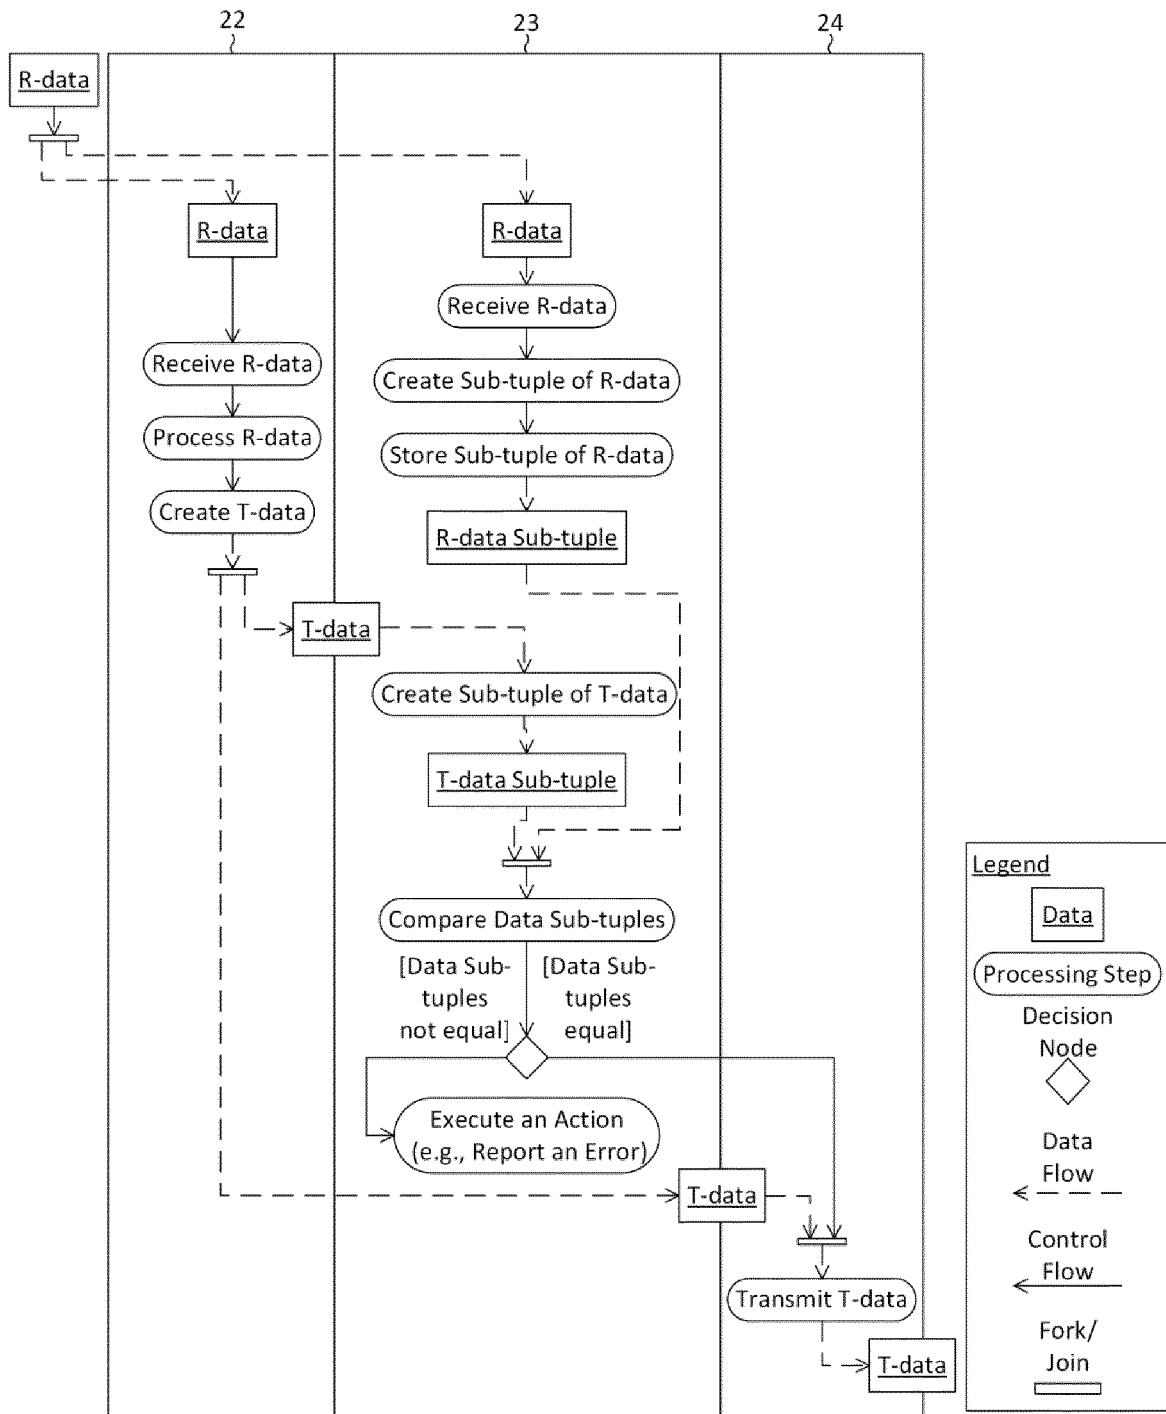 22
23
24
R-data
R-data
R-data
Receive R-data
Receive R-data
Create Sub-tuple of R-data
Process R-data
Store Sub-tuple of R-data
Create T-data
R-data Sub-tuple
T-data
Create Sub-tuple of T-data
T-data Sub-tuple
Compare Data Sub-tuples
[Data Sub-
tuples
not equal]
[Data Sub-
tuples
equal]
Execute an Action
(e.g., Report an Error)
T-data
Transmit T-data
T-data
Legend
Data
Processing Step
Decision
Node
Data
Flow
Control
Flow
Fork/
Join